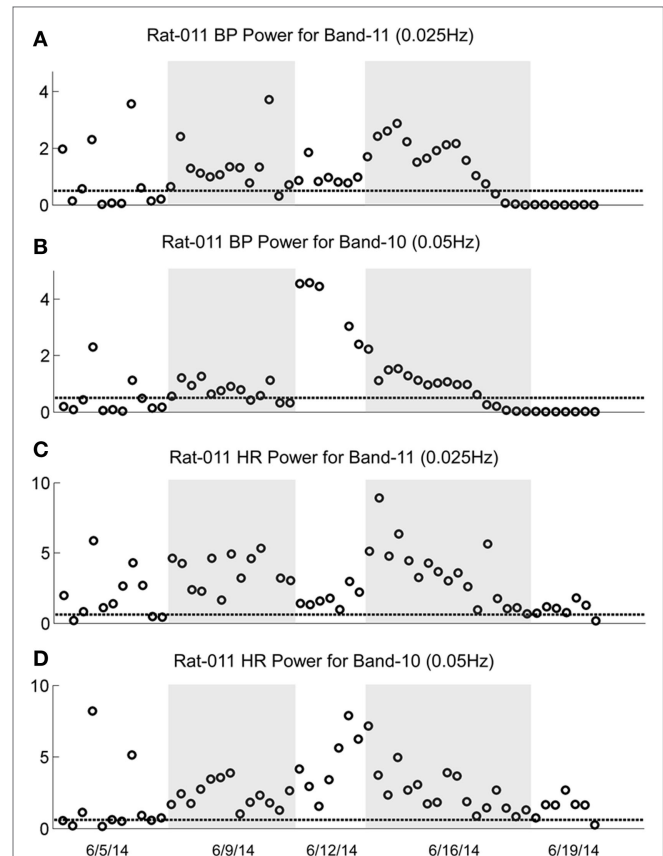 A
Rat-011 BP Power for Band-11 (0.025Hz)
4
2
0
B
Rat-011 BP Power for Band-10 (0.05Hz)
4
2
0
C
Rat-011 HR Power for Band-11 (0.025Hz)
10
5
0
D
Rat-011 HR Power for Band-10 (0.05Hz)
10
5
0
6/5/14 6/9/14 6/12/14 6/16/14 6/19/14